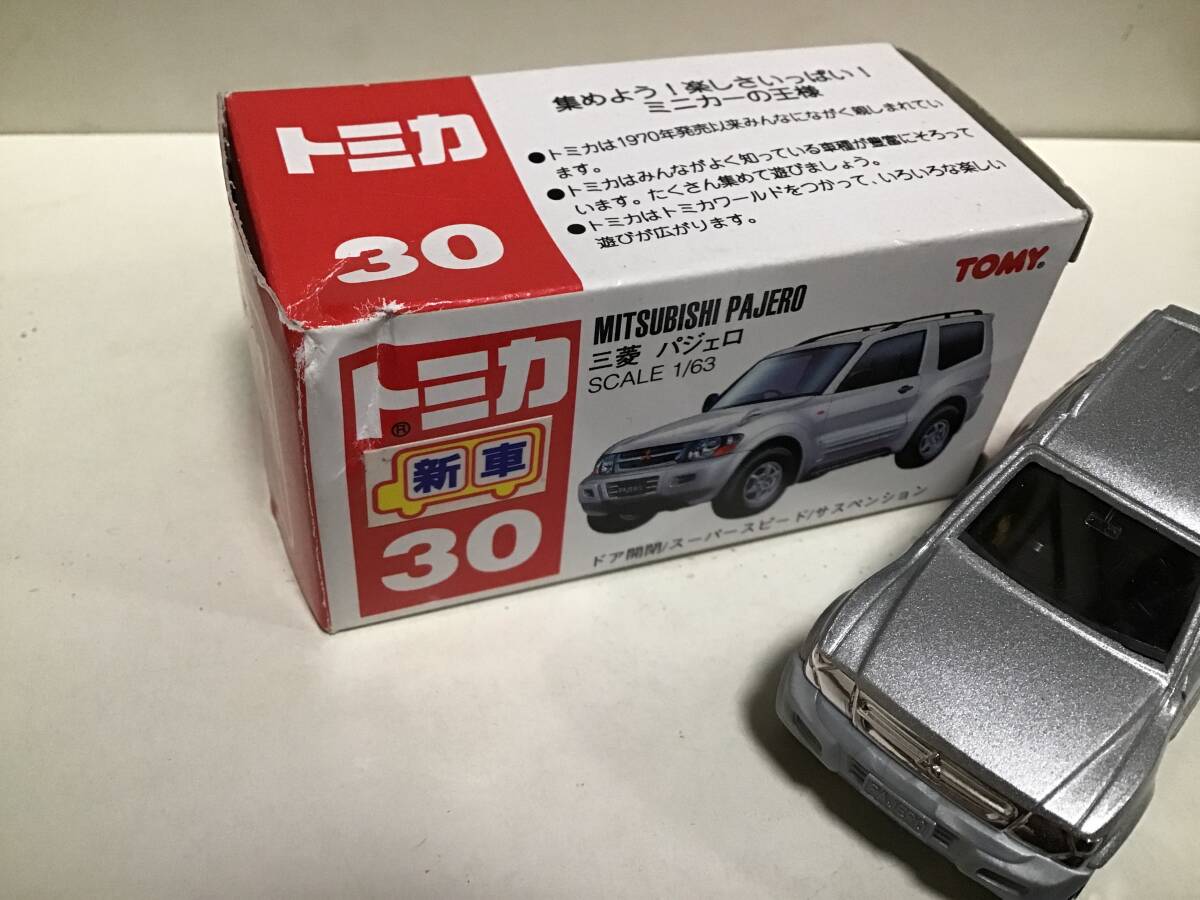 トミカ
30
集めよう!楽しさいっぱい!
ミニカーの王様
●トミカは1970年発売以来みんなにながく親しまれてい
ます。
●トミカはみんながよく知っている車種が豊富にそろって
います。たくさん集めて遊びましょう。
●トミカはトミカワールドをつかって、いろいろな楽しい
遊びが広がります。
TOMY®
トミカ®
新車
30
MITSUBISHI PAJERO
三菱 パジェロ
SCALE 1/63
ドア開閉/スーパースピード/サスペンション